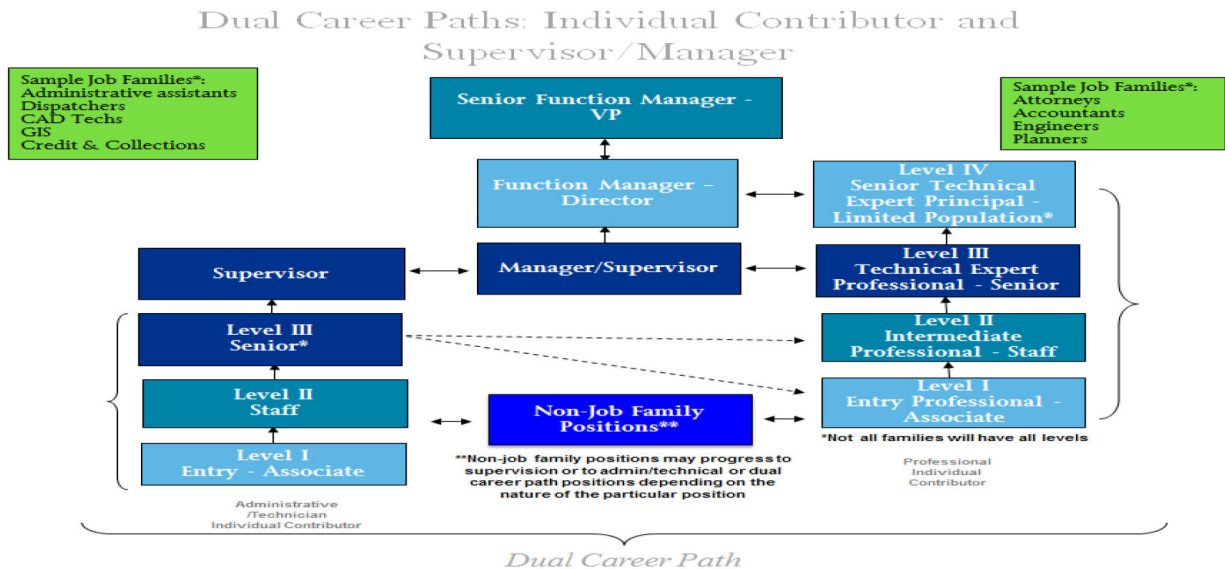 Dual Career Paths: Individual Contributor and
Supervisor/Manager
Sample Job Families*:
Administrative assistants
Dispatchers
CAD Techs
GIS
Credit & Collections
Senior Function Manager -
VP
Sample Job Families*:
Attorneys
Accountants
Engineers
Planners
Function Manager –
Director
Level IV
Senior Technical
Expert Principal -
Limited Population*
Supervisor
Manager/Supervisor
Level III
Technical Expert
Professional - Senior
Level III
Senior*
Level II
Intermediate
Professional - Staff
Level II
Staff
Non-Job Family
Positions**
Level I
Entry Professional -
Associate
Level I
Entry - Associate
*Not all families will have all levels
**Non-job family positions may progress to
supervision or to admin/technical or dual
career path positions depending on the
nature of the particular position
Professional
Individual
Contributor
Administrative
/Technician
Individual Contributor
Dual Career Path